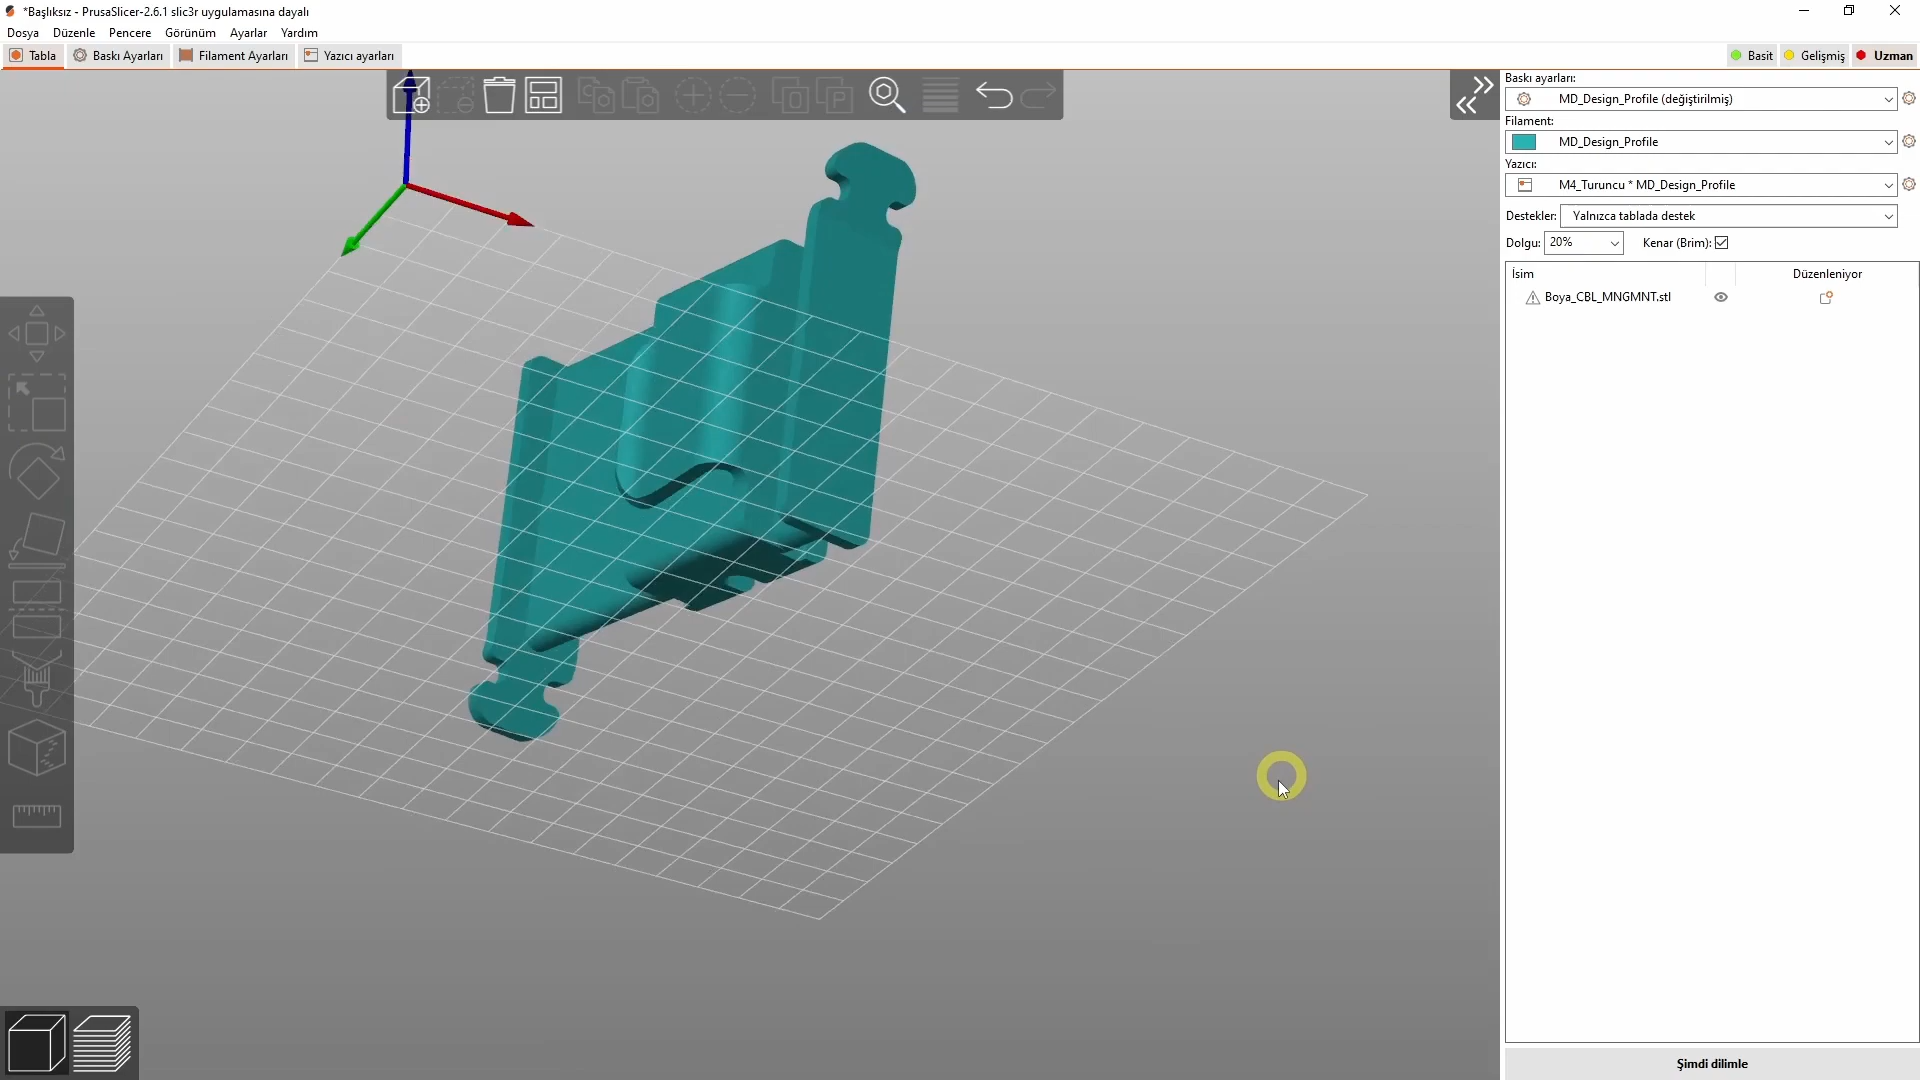 *Başlıksız - PrusaSlicer-2.6.1 slic3r uygulamasına dayalı
Dosya Düzenle Pencere Görünüm Ayarlar Yardım
Tabla Baskı Ayarları Filament Ayarları Yazıcı ayarları Basit Gelişmiş Uzman
Baskı ayarları:
MD_Design_Profile (değiştirilmiş)
Filament:
MD_Design_Profile
Yazıcı:
M4_Turuncu * MD_Design_Profile
Destekler: Yalnızca tablada destek
Dolgu: 20% Kenar (Brim):
İsim Düzenleniyor
Boya_CBL_MNGMNT.stl
Şimdi dilimle